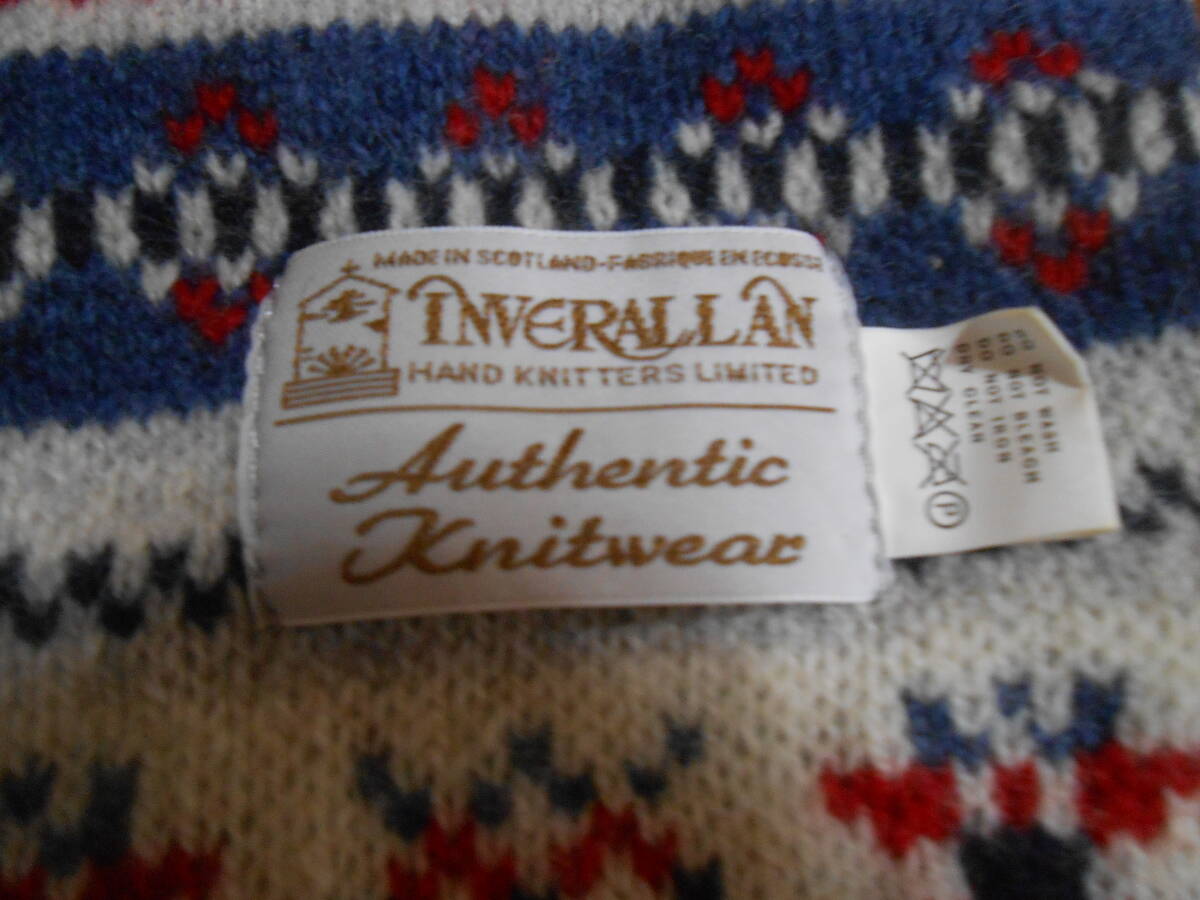 MADE IN SCOTLAND-FABRIQUE EN ECOSSE
INVERALLAN
HAND KNITTERS LIMITED
Authentic
Knitwear
DO NOT WASH
DO NOT BLEACH
DO NOT IRON
DRY CLEAN
P